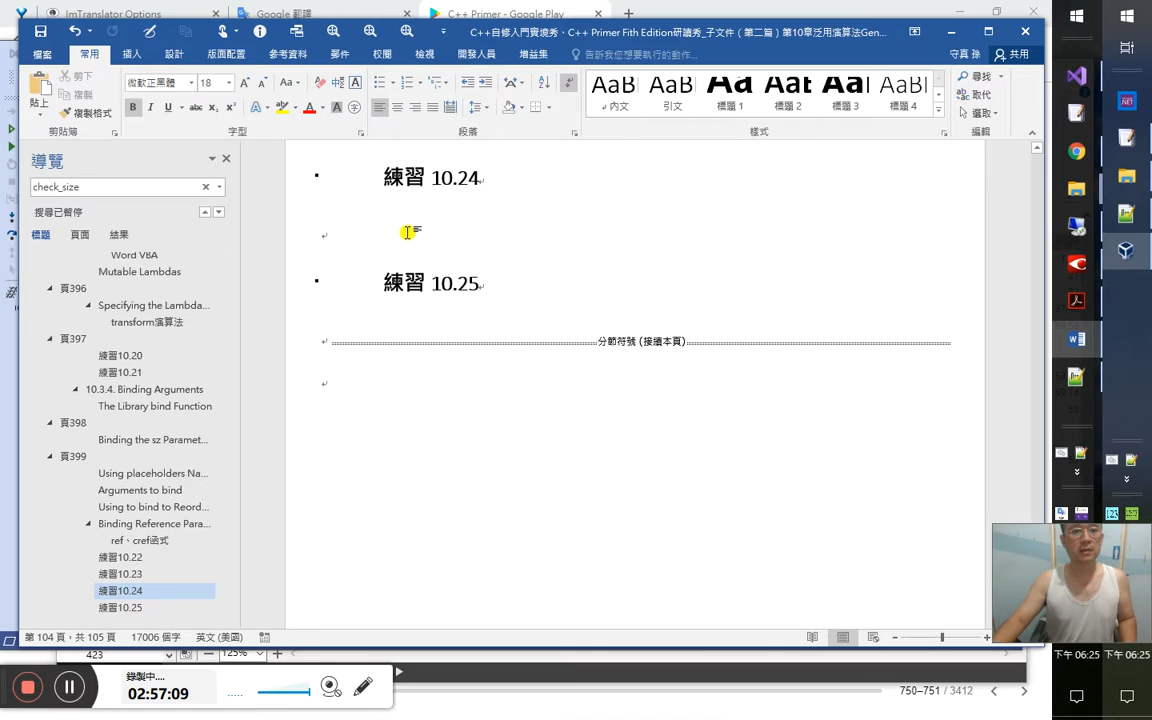 ImTranslator Options
Google 翻譯
C++ Primer - Google Play
C++自修入門實境秀、C++ Primer Fith Edition研讀秀_子文件（第二篇）第10章泛用演算法Gen...
檔案
常用
插入
設計
版面配置
參考資料
郵件
校閱
檢視
開發人員
增益集
告訴我您想要執行的動作...
守真 孫
共用
貼上
剪下
複製
複製格式
剪貼簿
微軟正黑體
18
字型
段落
AaB
AaB
Aa
Aat
Aal
AaBl
內文
引文
標題 1
標題 2
標題 3
標題 4
樣式
尋找
取代
選取
編輯
導覽
check_size
搜尋已暫停
標題
頁面
結果
Word VBA
Mutable Lambdas
頁396
Specifying the Lambda...
transform演算法
頁397
練習10.20
練習10.21
10.3.4. Binding Arguments
The Library bind Function
頁398
Binding the sz Paramet...
頁399
Using placeholders Na...
Arguments to bind
Using to bind to Reord...
Binding Reference Para...
ref、cref函式
練習10.22
練習10.23
練習10.24
練習10.25
練習 10.24
練習 10.25
分節符號 (接續本頁)
第 104 頁，共 105 頁
17006 個字
英文 (美國)
423
125%
錄製中...
02:57:09
750–751 / 3412
下午 06:25
下午 06:25